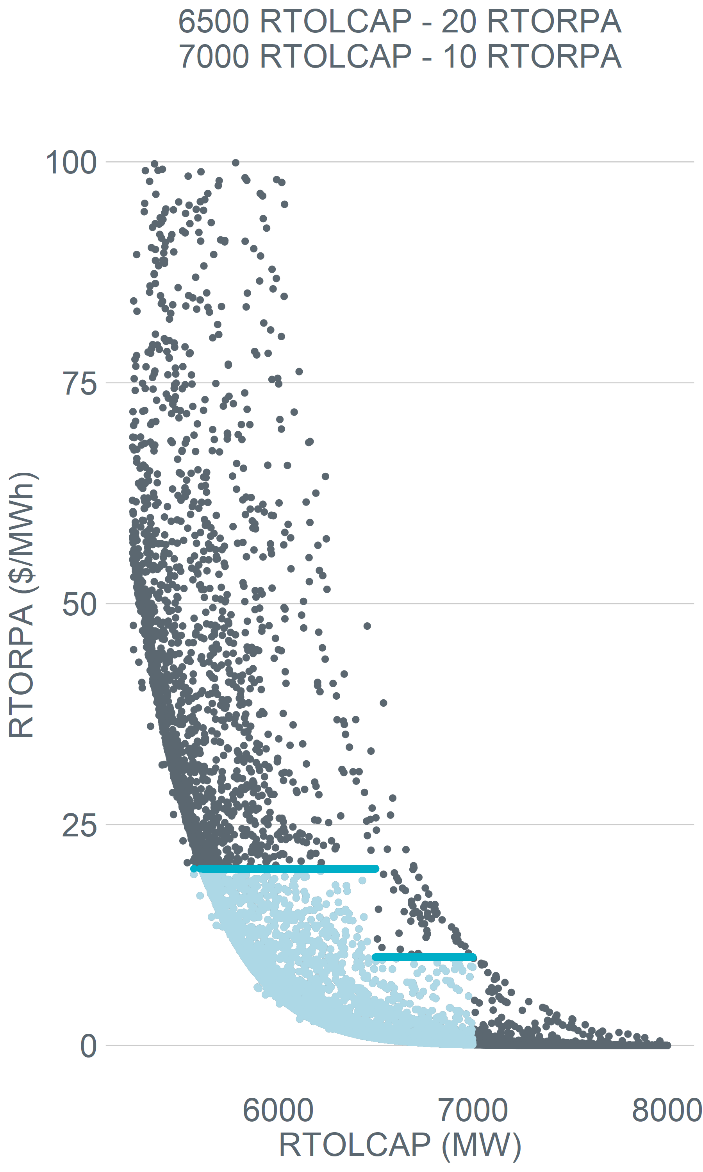 6500 RTOLCAP - 20 RTORPA
7000 RTOLCAP - 10 RTORPA
100
75
50
25
0
RTORPA ($/MWh)
6000 7000 8000
RTOLCAP (MW)